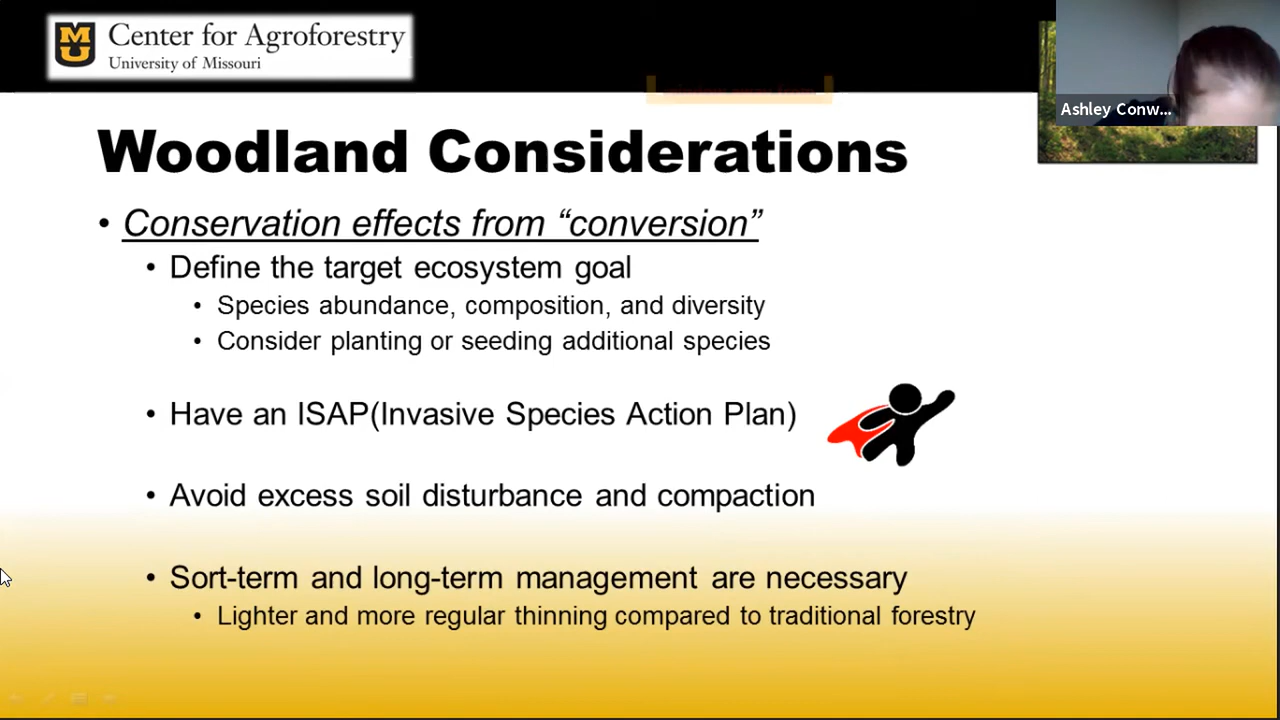 MU
Center for Agroforestry
University of Missouri
Ashley Conw...
Woodland Considerations
• Conservation effects from “conversion”
• Define the target ecosystem goal
• Species abundance, composition, and diversity
• Consider planting or seeding additional species
• Have an ISAP(Invasive Species Action Plan)
• Avoid excess soil disturbance and compaction
• Sort-term and long-term management are necessary
• Lighter and more regular thinning compared to traditional forestry